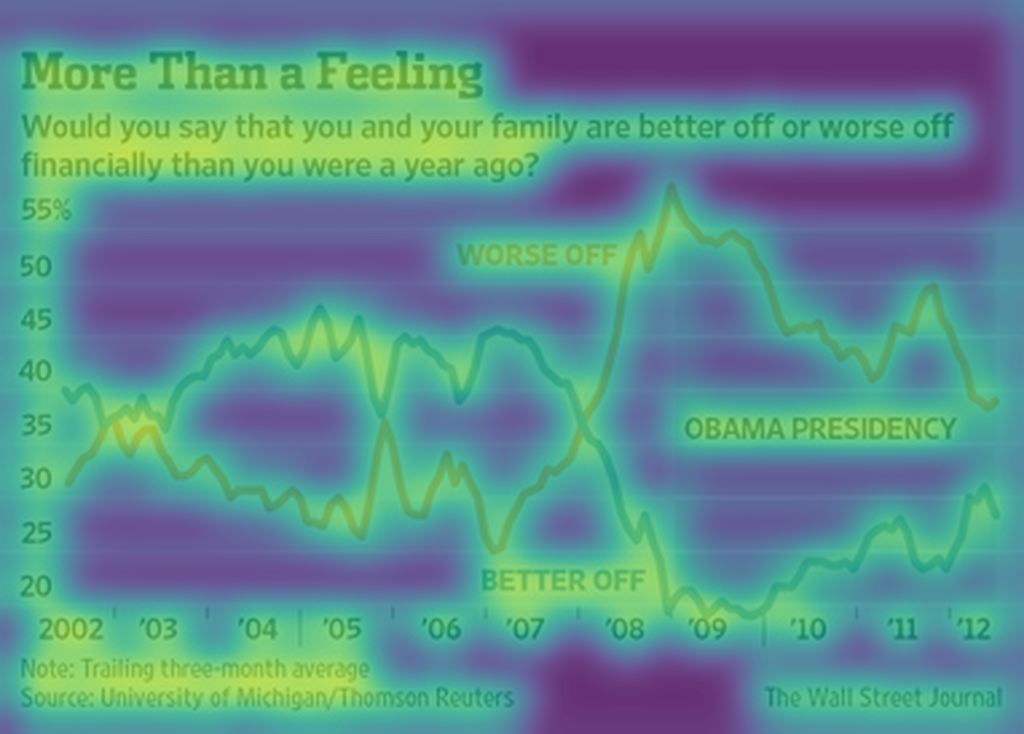 More Than a Feeling
Would you say that you and your family are better off or worse off
financially than you were a year ago?
55%
50
45
40
35
30
25
20
WORSE OFF
OBAMA PRESIDENCY
BETTER OFF
2002 '03 '04 '05 '06 '07 '08 '09 '10 '11 '12
Note: Trailing three-month average
Source: University of Michigan/Thomson Reuters
The Wall Street Journal